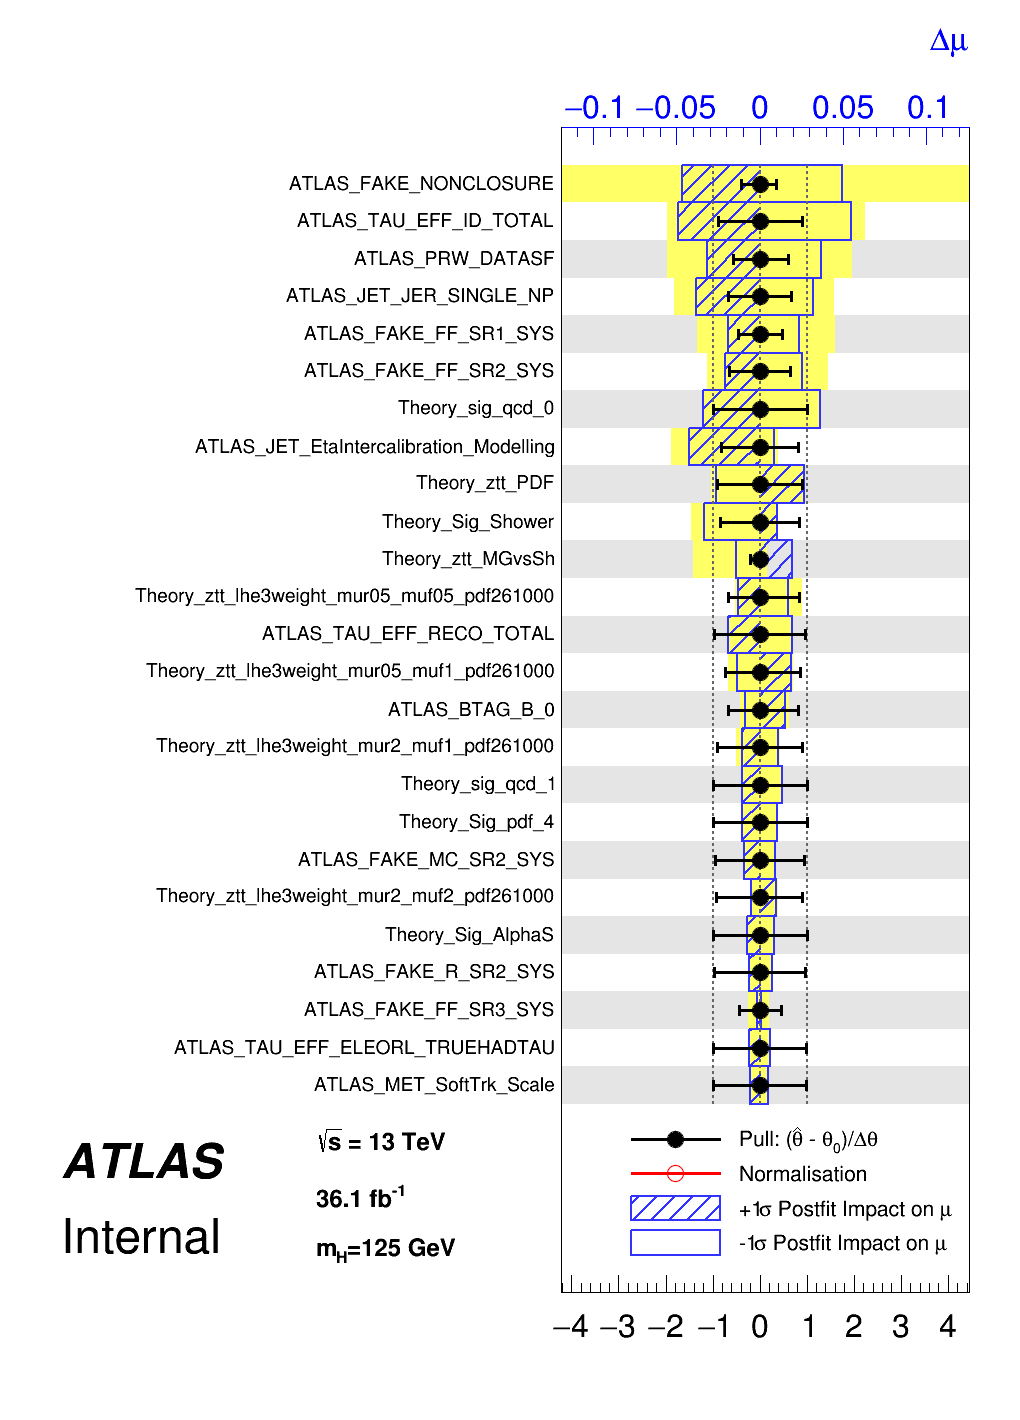 Δμ
−0.1 −0.05 0 0.05 0.1
ATLAS_FAKE_NONCLOSURE
ATLAS_TAU_EFF_ID_TOTAL
ATLAS_PRW_DATASF
ATLAS_JET_JER_SINGLE_NP
ATLAS_FAKE_FF_SR1_SYS
ATLAS_FAKE_FF_SR2_SYS
Theory_sig_qcd_0
ATLAS_JET_EtaIntercalibration_Modelling
Theory_ztt_PDF
Theory_Sig_Shower
Theory_ztt_MGvsSh
Theory_ztt_lhe3weight_mur05_muf05_pdf261000
ATLAS_TAU_EFF_RECO_TOTAL
Theory_ztt_lhe3weight_mur05_muf1_pdf261000
ATLAS_BTAG_B_0
Theory_ztt_lhe3weight_mur2_muf1_pdf261000
Theory_sig_qcd_1
Theory_Sig_pdf_4
ATLAS_FAKE_MC_SR2_SYS
Theory_ztt_lhe3weight_mur2_muf2_pdf261000
Theory_Sig_AlphaS
ATLAS_FAKE_R_SR2_SYS
ATLAS_FAKE_FF_SR3_SYS
ATLAS_TAU_EFF_ELEORL_TRUEHADTAU
ATLAS_MET_SoftTrk_Scale
ATLAS
Internal
√s = 13 TeV
36.1 fb⁻¹
m_H=125 GeV
Pull: (θ̂ - θ₀)/Δθ
Normalisation
+1σ Postfit Impact on μ
-1σ Postfit Impact on μ
−4 −3 −2 −1 0 1 2 3 4